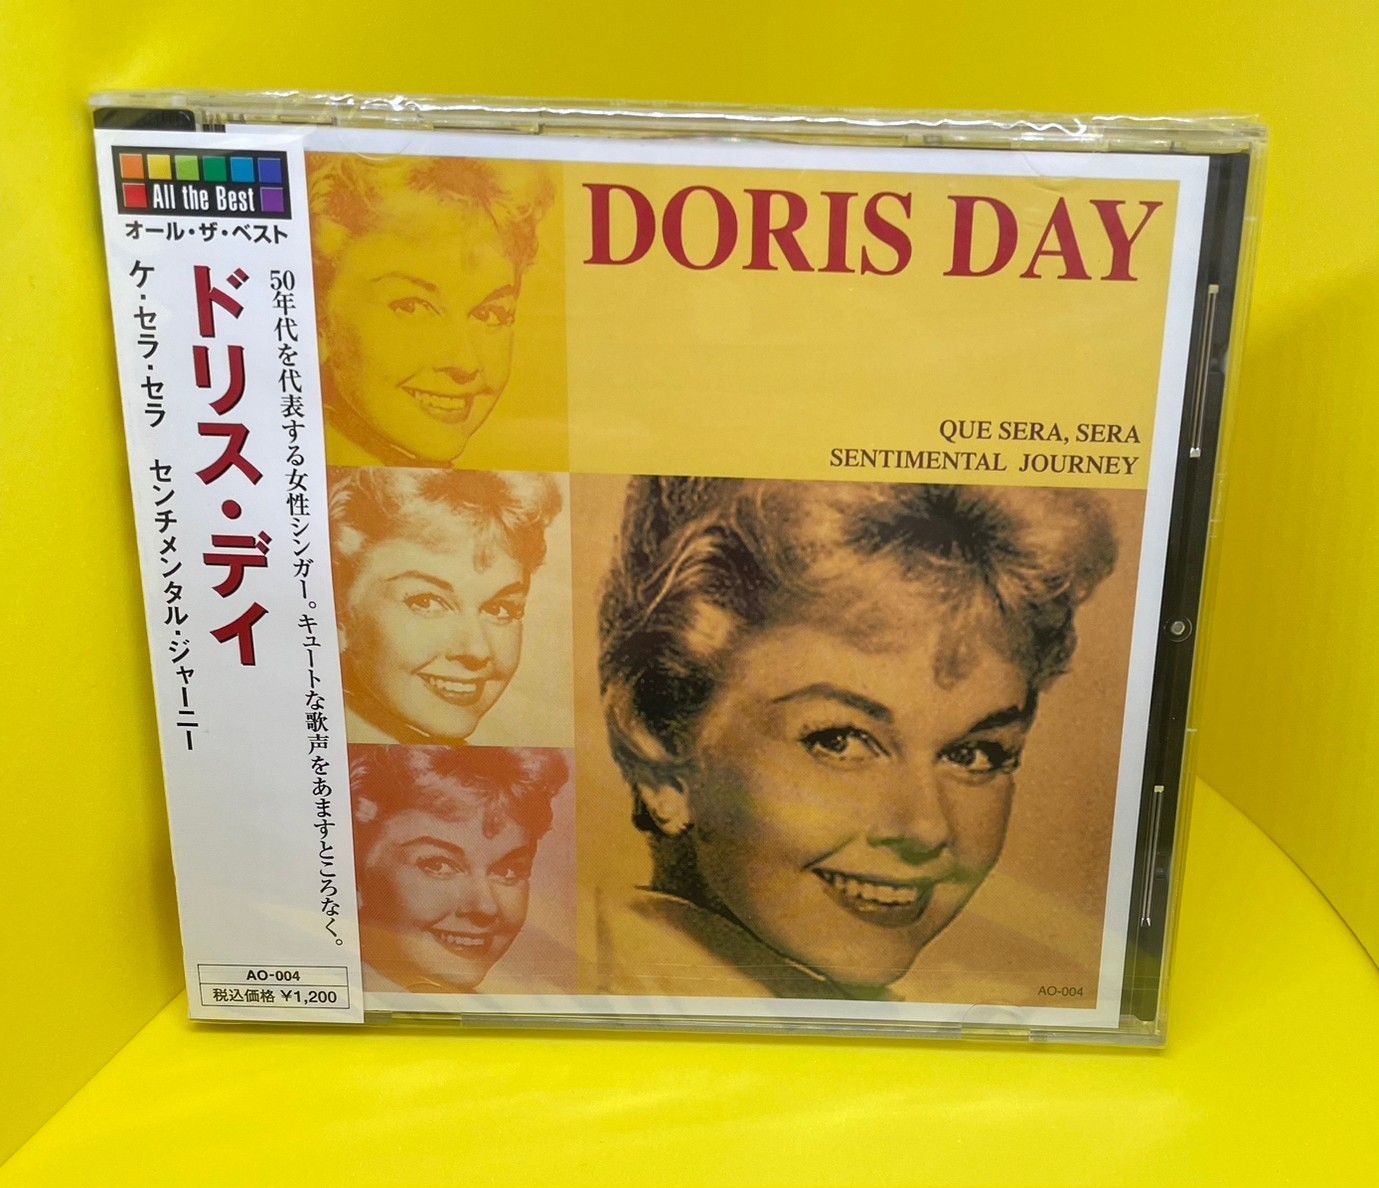 All the Best
オール・ザ・ベスト
50年代を代表する女性シンガー。キュートな歌声をあますところなく。
ドリス・デイ
ケ・セラ・セラ センチメンタル・ジャーニー
AO-004
税込価格 ¥1,200
DORIS DAY
QUE SERA, SERA
SENTIMENTAL JOURNEY
AO-004